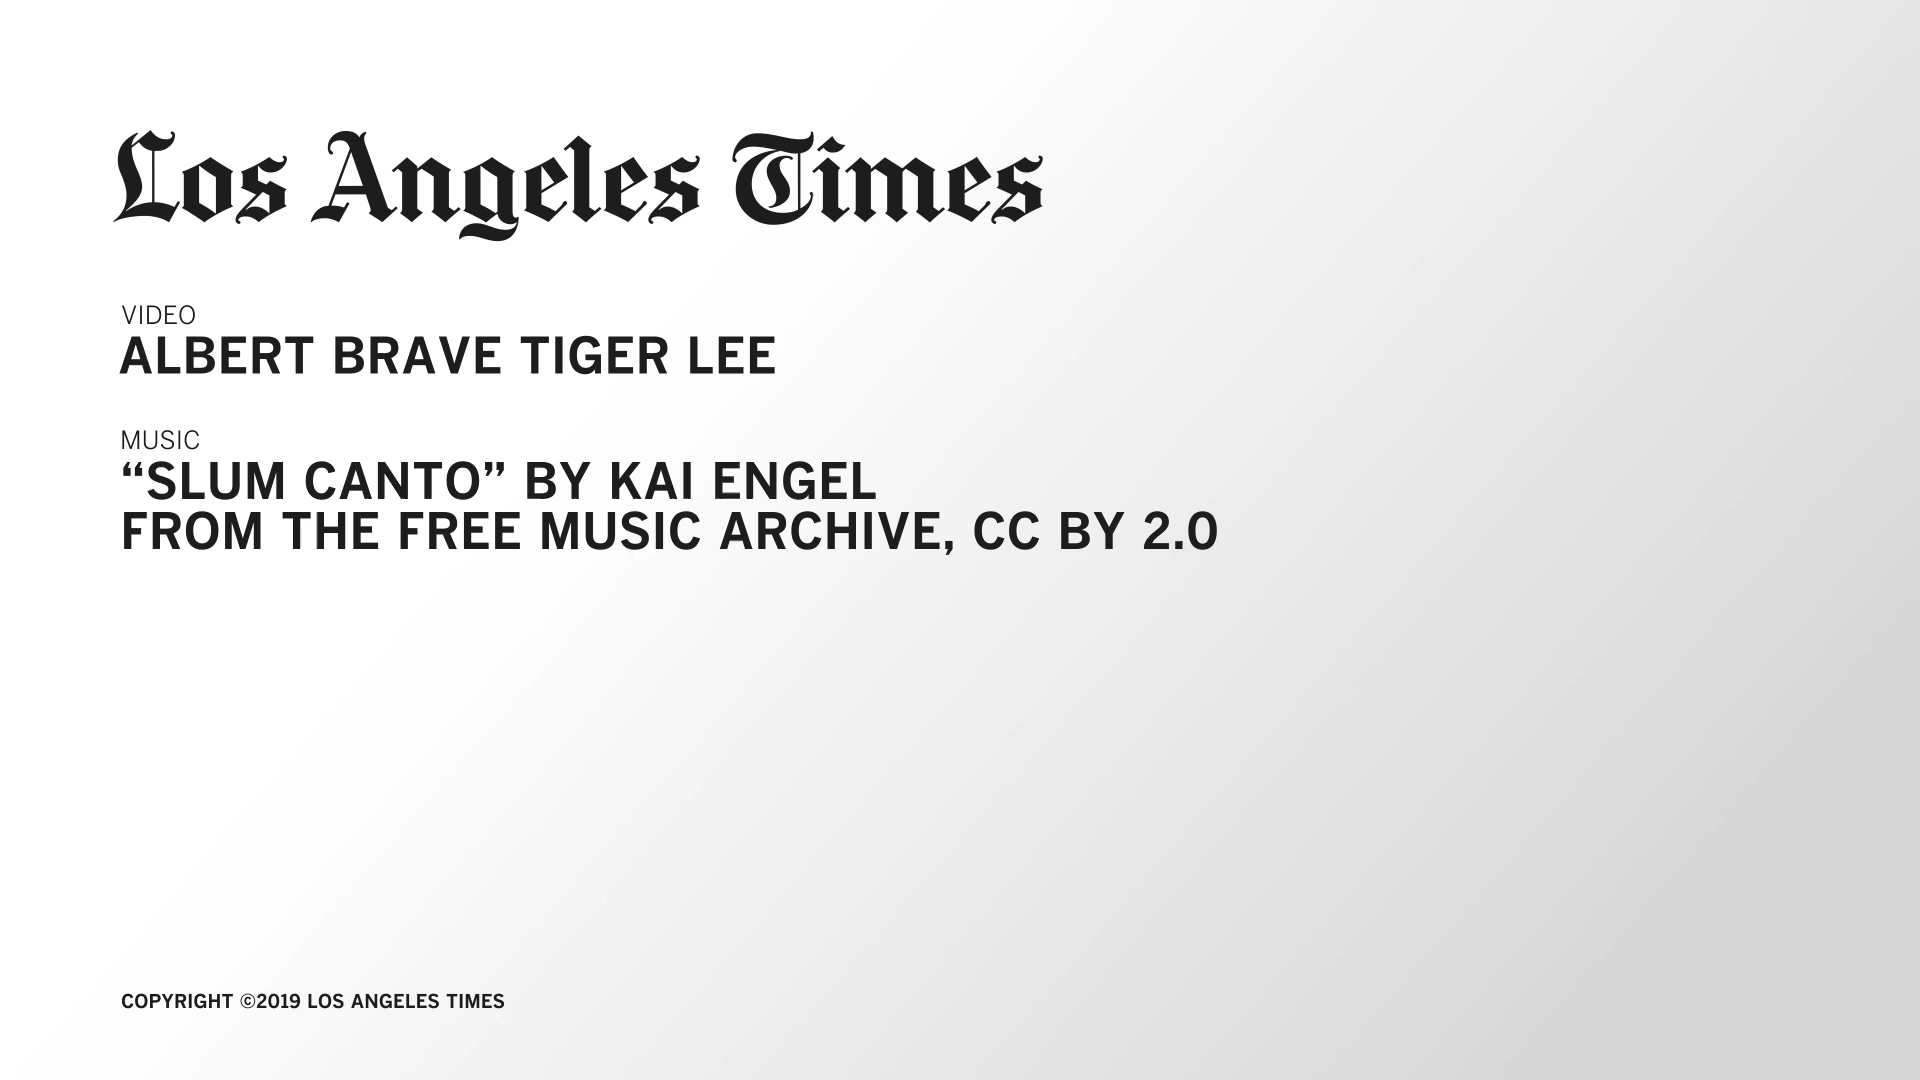 Los Angeles Times
VIDEO
ALBERT BRAVE TIGER LEE
MUSIC
“SLUM CANTO” BY KAI ENGEL
FROM THE FREE MUSIC ARCHIVE, CC BY 2.0
COPYRIGHT ©2019 LOS ANGELES TIMES